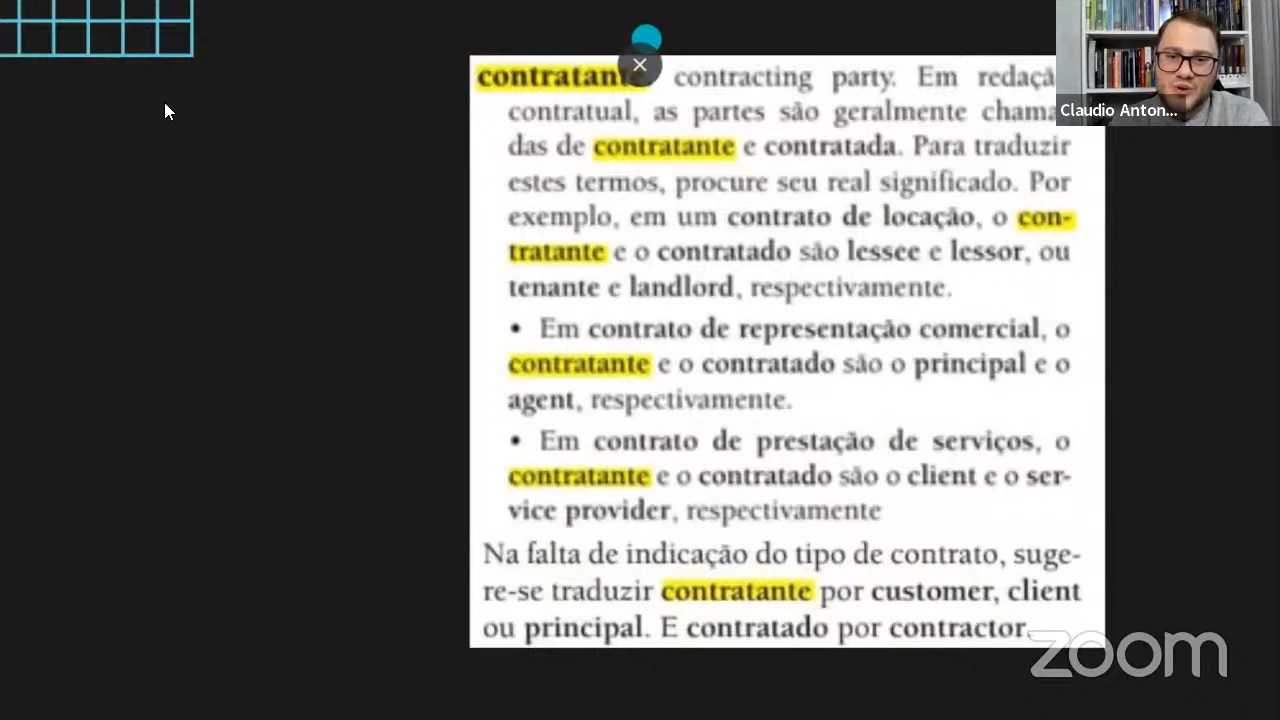 contratante contracting party. Em redaçã
contratual, as partes são geralmente chama
das de contratante e contratada. Para traduzir
estes termos, procure seu real significado. Por
exemplo, em um contrato de locação, o con-
tratante e o contratado são lessee e lessor, ou
tenante e landlord, respectivamente.
• Em contrato de representação comercial, o
contratante e o contratado são o principal e o
agent, respectivamente.
• Em contrato de prestação de serviços, o
contratante e o contratado são o client e o ser-
vice provider, respectivamente
Na falta de indicação do tipo de contrato, suge-
re-se traduzir contratante por customer, client
ou principal. E contratado por contractor.
Claudio Anton...
zoom